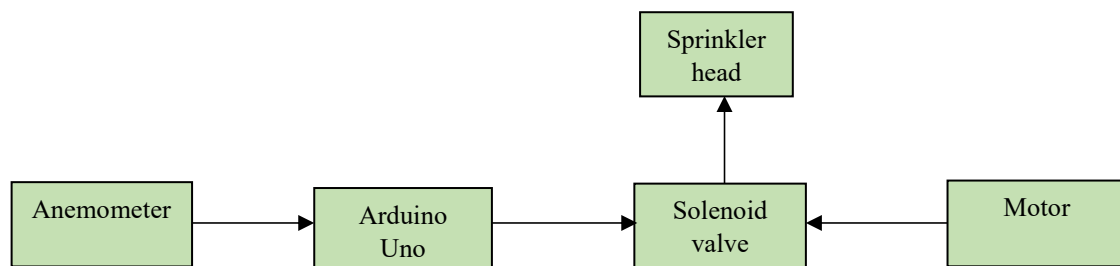 Sprinkler
head
Anemometer
Arduino
Uno
Solenoid
valve
Motor